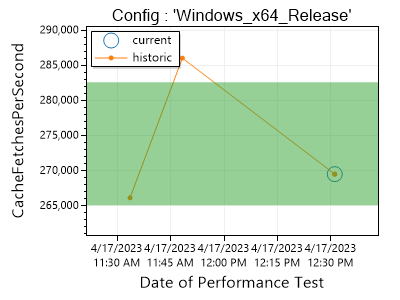 Config : 'Windows_x64_Release'
current
historic
CacheFetchesPerSecond
290,000
285,000
280,000
275,000
270,000
265,000
4/17/2023 4/17/2023 4/17/2023 4/17/2023 4/17/2023
11:30 AM 11:45 AM 12:00 PM 12:15 PM 12:30 PM
Date of Performance Test